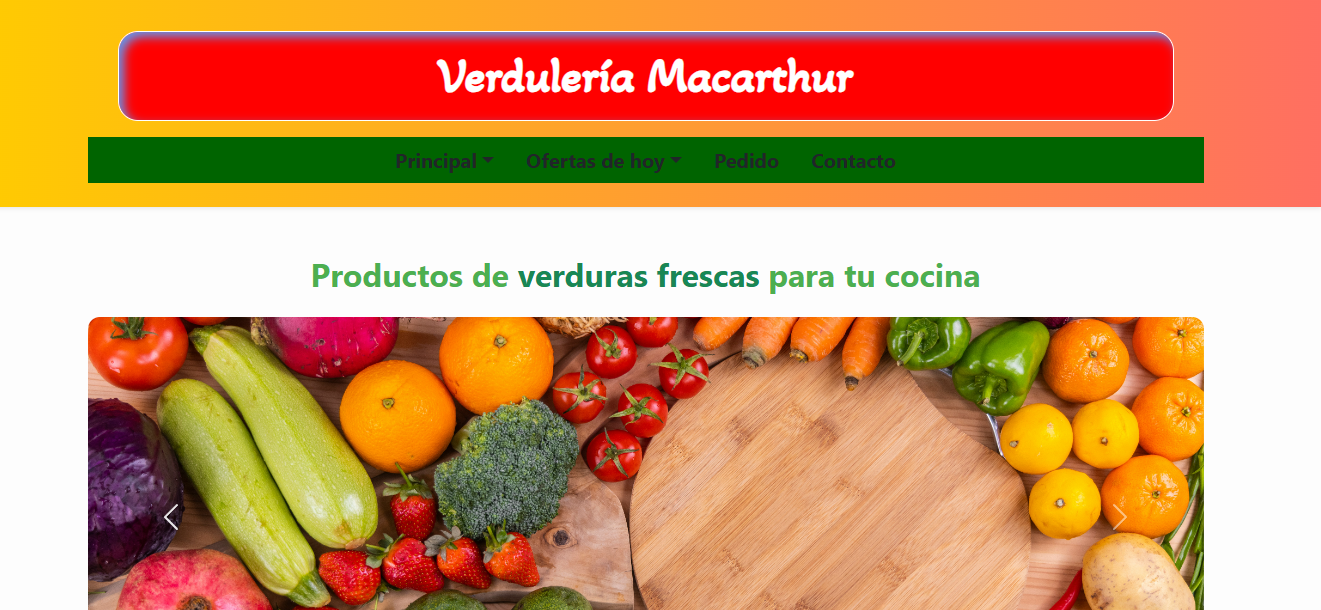 Verdulería Macarthur
Principal Ofertas de hoy Pedido Contacto
Productos de verduras frescas para tu cocina